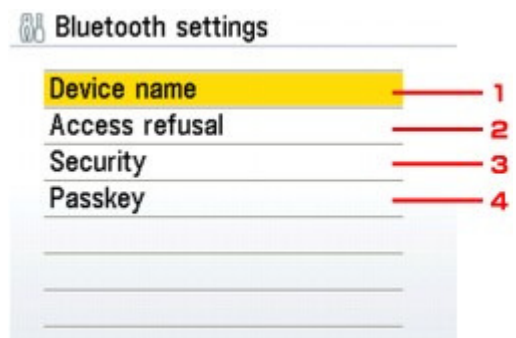 Bluetooth settings
Device name 1
Access refusal 2
Security 3
Passkey 4